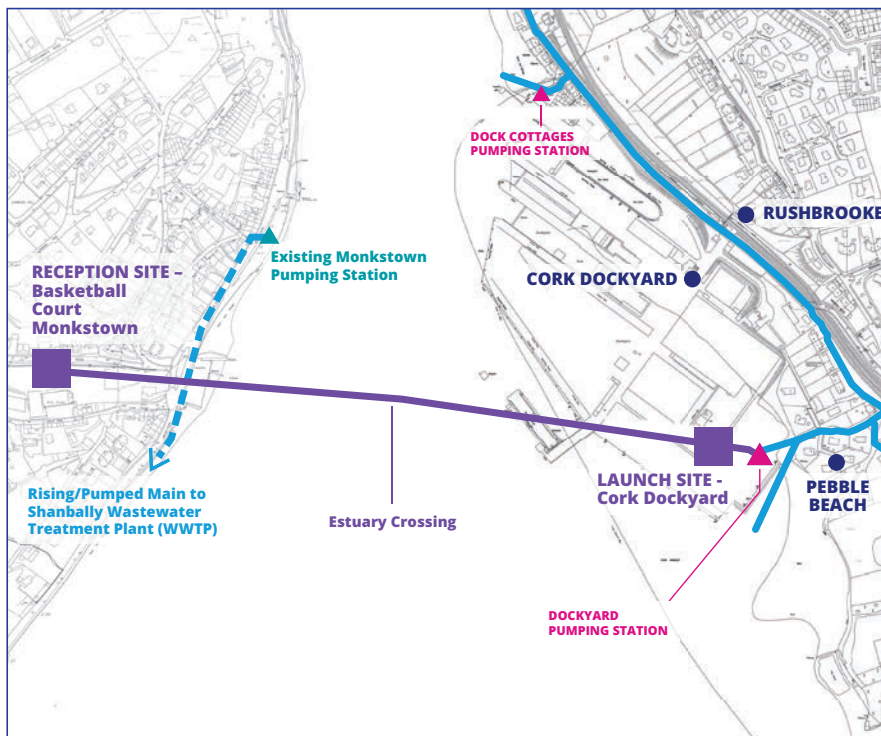 DOCK COTTAGES
PUMPING STATION
RUSHBROOKE
Existing Monkstown
Pumping Station
RECEPTION SITE –
Basketball
Court
Monkstown
CORK DOCKYARD
LAUNCH SITE -
Cork Dockyard
PEBBLE
BEACH
Rising/Pumped Main to
Shanbally Wastewater
Treatment Plant (WWTP)
Estuary Crossing
DOCKYARD
PUMPING STATION